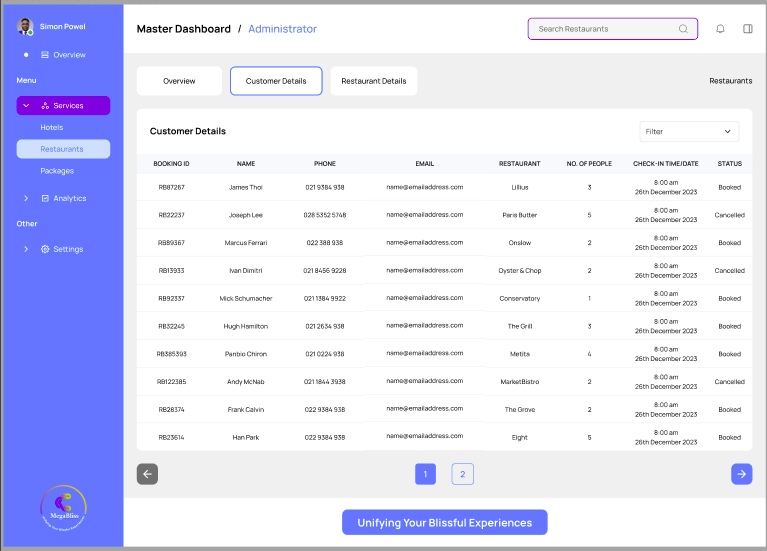 Simon Powel
Overview
Menu
Services
Hotels
Restaurants
Packages
Analytics
Other
Settings
MegaBliss
Unifying Your Blissful Experiences
Master Dashboard / Administrator
Search Restaurants
Overview Customer Details Restaurant Details Restaurants
Customer Details
Filter
BOOKING ID NAME PHONE EMAIL RESTAURANT NO. OF PEOPLE CHECK-IN TIME/DATE STATUS
RB87267 James Thoi 021 9384 938 name@emailaddress.com Lillius 3 8:00 am 26th December 2023 Booked
RB22237 Joseph Lee 028 5352 5748 name@emailaddress.com Paris Butter 5 8:00 am 26th December 2023 Cancelled
RB89367 Marcus Ferrari 022 388 938 name@emailaddress.com Onslow 2 8:00 am 26th December 2023 Booked
RB13933 Ivan Dimitri 021 8456 9228 name@emailaddress.com Oyster & Chop 2 8:00 am 26th December 2023 Cancelled
RB92337 Mick Schumacher 021 1384 9922 name@emailaddress.com Conservatory 1 8:00 am 26th December 2023 Booked
RB32245 Hugh Hamilton 021 2634 938 name@emailaddress.com The Grill 3 8:00 am 26th December 2023 Booked
RB385393 Panbio Chiron 021 0224 938 name@emailaddress.com Metita 4 8:00 am 26th December 2023 Booked
RB122385 Andy McNab 021 1844 3938 name@emailaddress.com MarketBistro 2 8:00 am 26th December 2023 Cancelled
RB28374 Frank Calvin 022 9384 938 name@emailaddress.com The Grove 2 8:00 am 26th December 2023 Booked
RB23614 Han Park 022 9384 938 name@emailaddress.com Eight 5 8:00 am 26th December 2023 Booked
1 2
Unifying Your Blissful Experiences